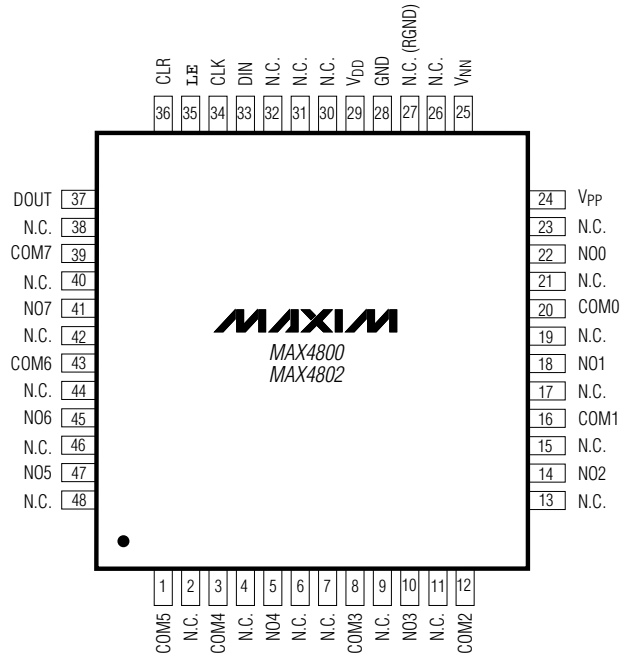 CLR
LE
CLK
DIN
N.C.
N.C.
N.C.
VDD
GND
N.C. (RGND)
N.C.
VNN
36 35 34 33 32 31 30 29 28 27 26 25
DOUT 37
N.C. 38
COM7 39
N.C. 40
NO7 41
N.C. 42
COM6 43
N.C. 44
NO6 45
N.C. 46
NO5 47
N.C. 48
MAXIM
MAX4800
MAX4802
24 VPP
23 N.C.
22 NO0
21 N.C.
20 COM0
19 N.C.
18 NO1
17 N.C.
16 COM1
15 N.C.
14 NO2
13 N.C.
1 2 3 4 5 6 7 8 9 10 11 12
COM5
N.C.
COM4
N.C.
NO4
N.C.
N.C.
COM3
N.C.
NO3
N.C.
COM2